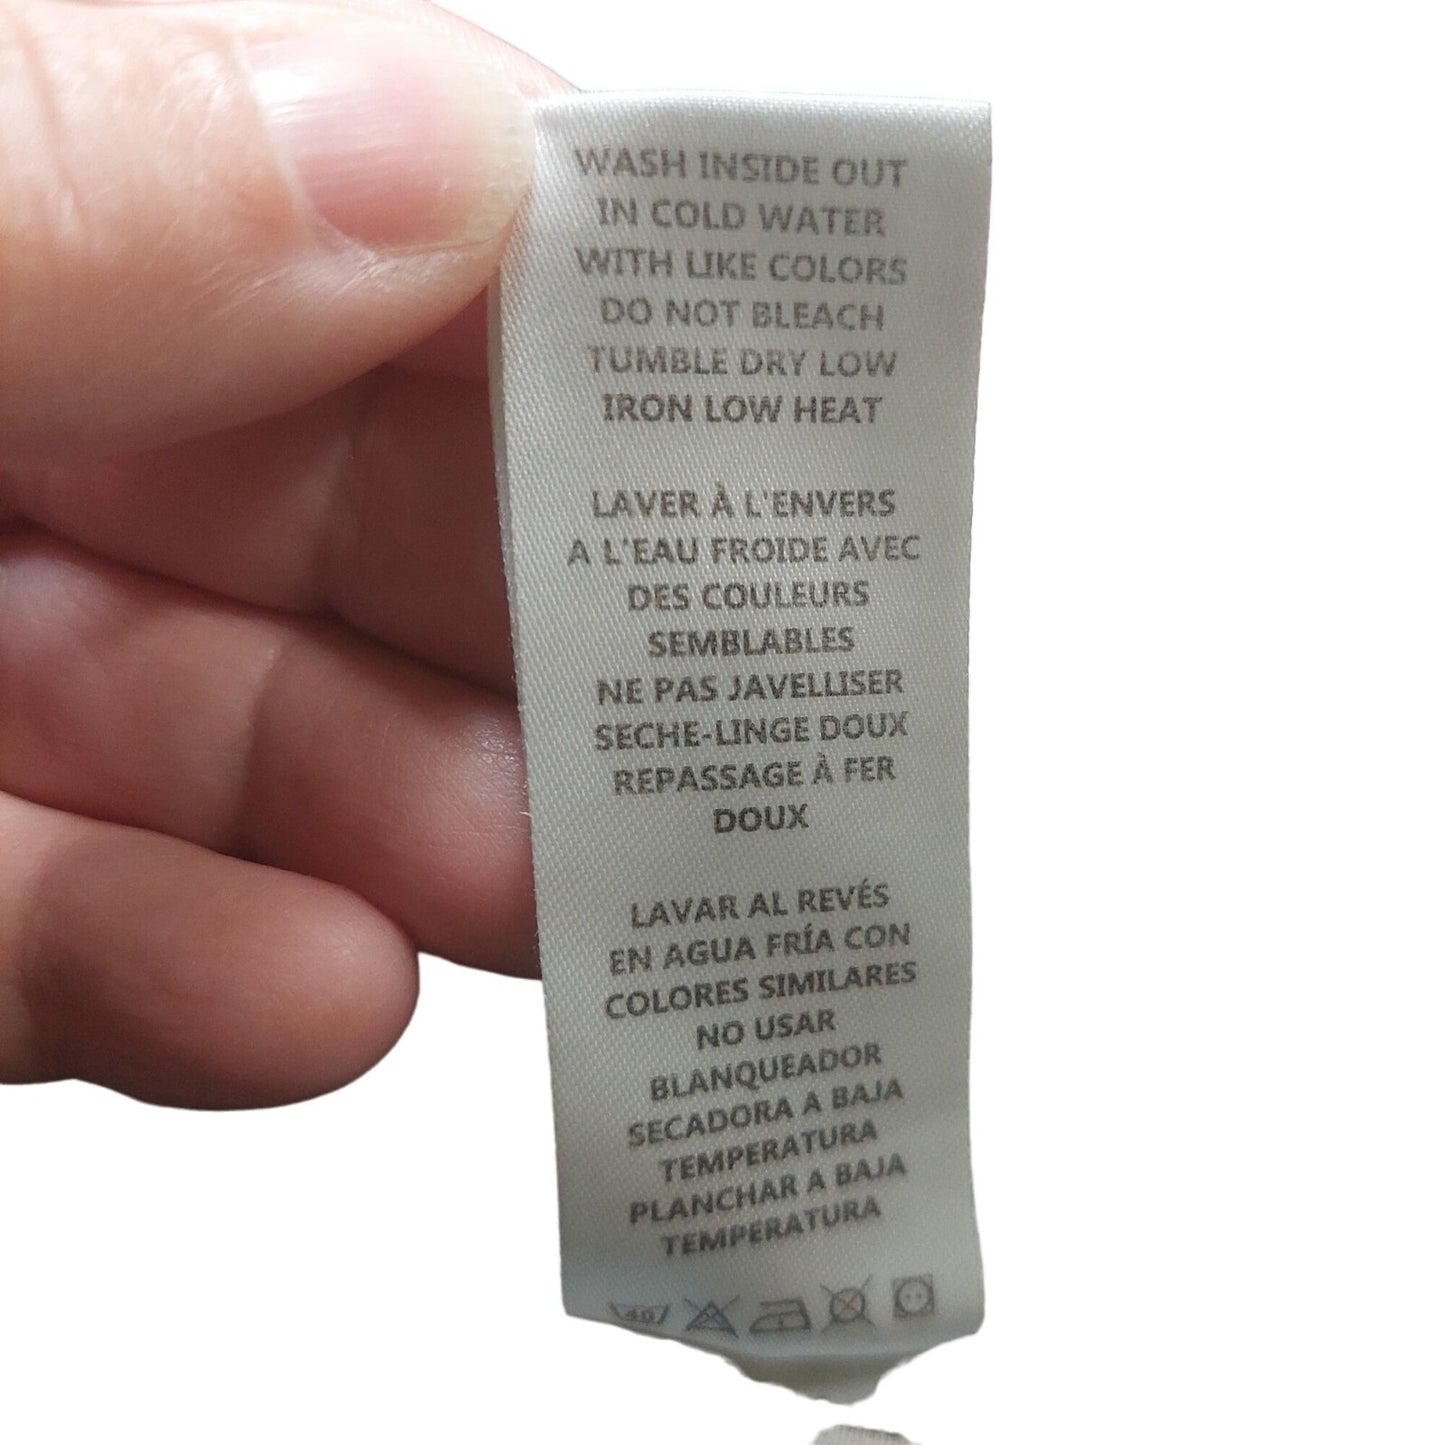 WASH INSIDE OUT
IN COLD WATER
WITH LIKE COLORS
DO NOT BLEACH
TUMBLE DRY LOW
IRON LOW HEAT
LAVER À L'ENVERS
A L'EAU FROIDE AVEC
DES COULEURS
SEMBLABLES
NE PAS JAVELLISER
SECHE-LINGE DOUX
REPASSAGE À FER
DOUX
LAVAR AL REVÉS
EN AGUA FRÍA CON
COLORES SIMILARES
NO USAR
BLANQUEADOR
SECADORA A BAJA
TEMPERATURA
PLANCHAR A BAJA
TEMPERATURA
40